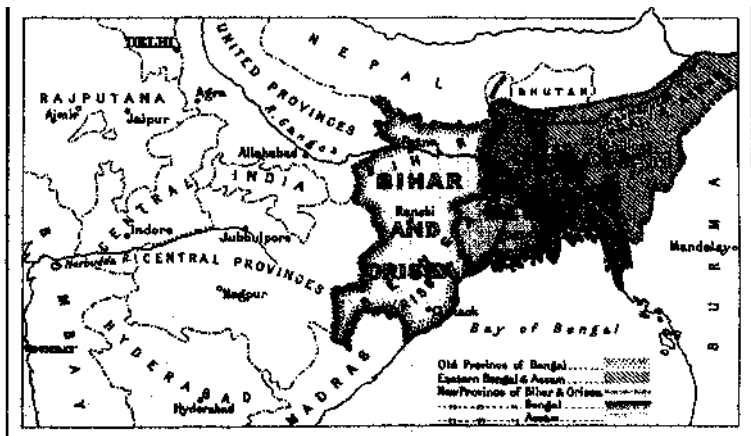 NEPAL
DELHI
UNITED PROVINCES
BHUTAN
RAJPUTANA
Agra
R. Ganges
Ajmir
Jaipur
Allahabad
BIHAR
CENTRAL INDIA
Ranchi
AND
Indore
Jubbulpore
Mandalay
Narbudda R.
CENTRAL PROVINCES
ORISSA
Nagpur
Cuttack
Bay of Bengal
BURMA
BOMBAY
HYDERABAD
Hyderabad
MADRAS
Old Province of Bengal
Eastern Bengal & Assam
New Province of Bihar & Orissa
" " " Bengal
" " " Assam